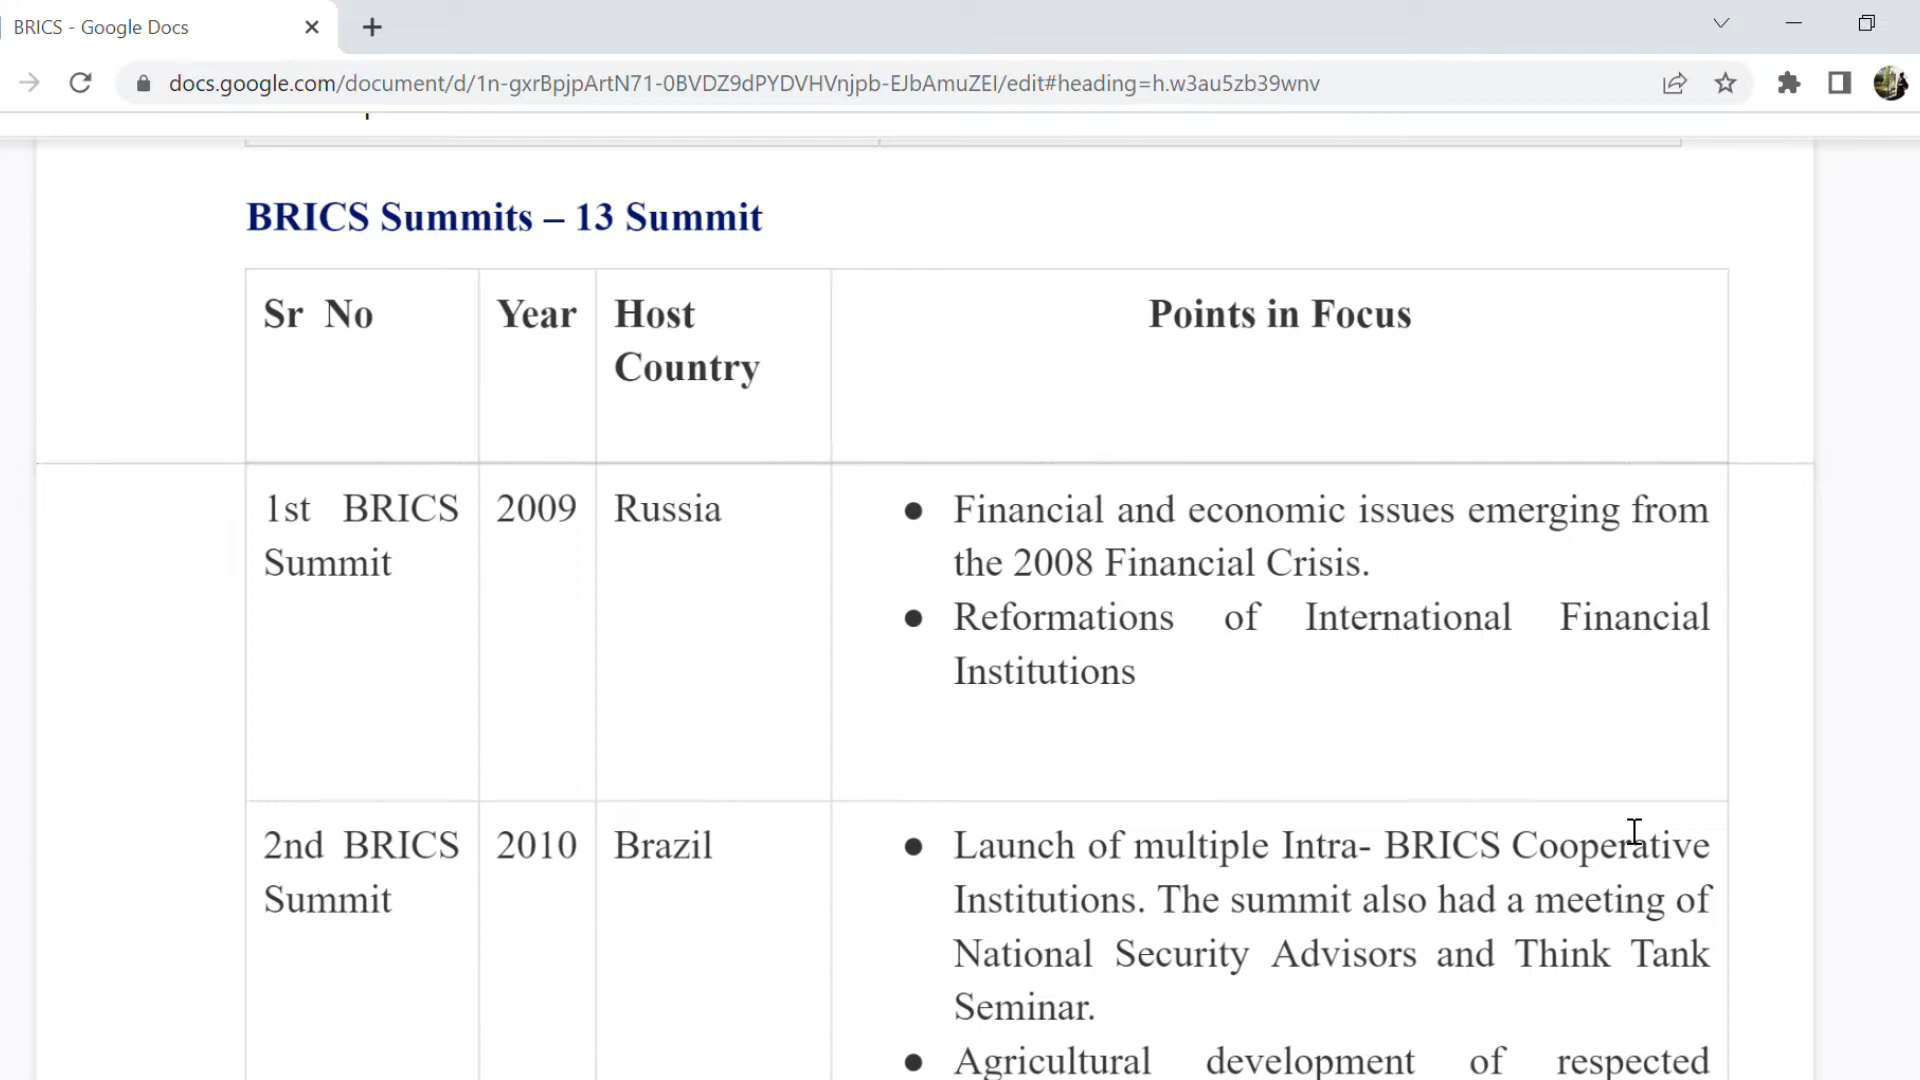 BRICS - Google Docs
docs.google.com/document/d/1n-gxrBpjpArtN71-0BVDZ9dPYDVHVnjpb-EJbAmuZEI/edit#heading=h.w3au5zb39wnv
BRICS Summits – 13 Summit
Sr No Year Host Country Points in Focus
1st BRICS Summit
2009
Russia
● Financial and economic issues emerging from
the 2008 Financial Crisis.
● Reformations of International Financial
Institutions
2nd BRICS Summit
2010
Brazil
● Launch of multiple Intra- BRICS Cooperative
Institutions. The summit also had a meeting of
National Security Advisors and Think Tank
Seminar.
● Agricultural development of respected